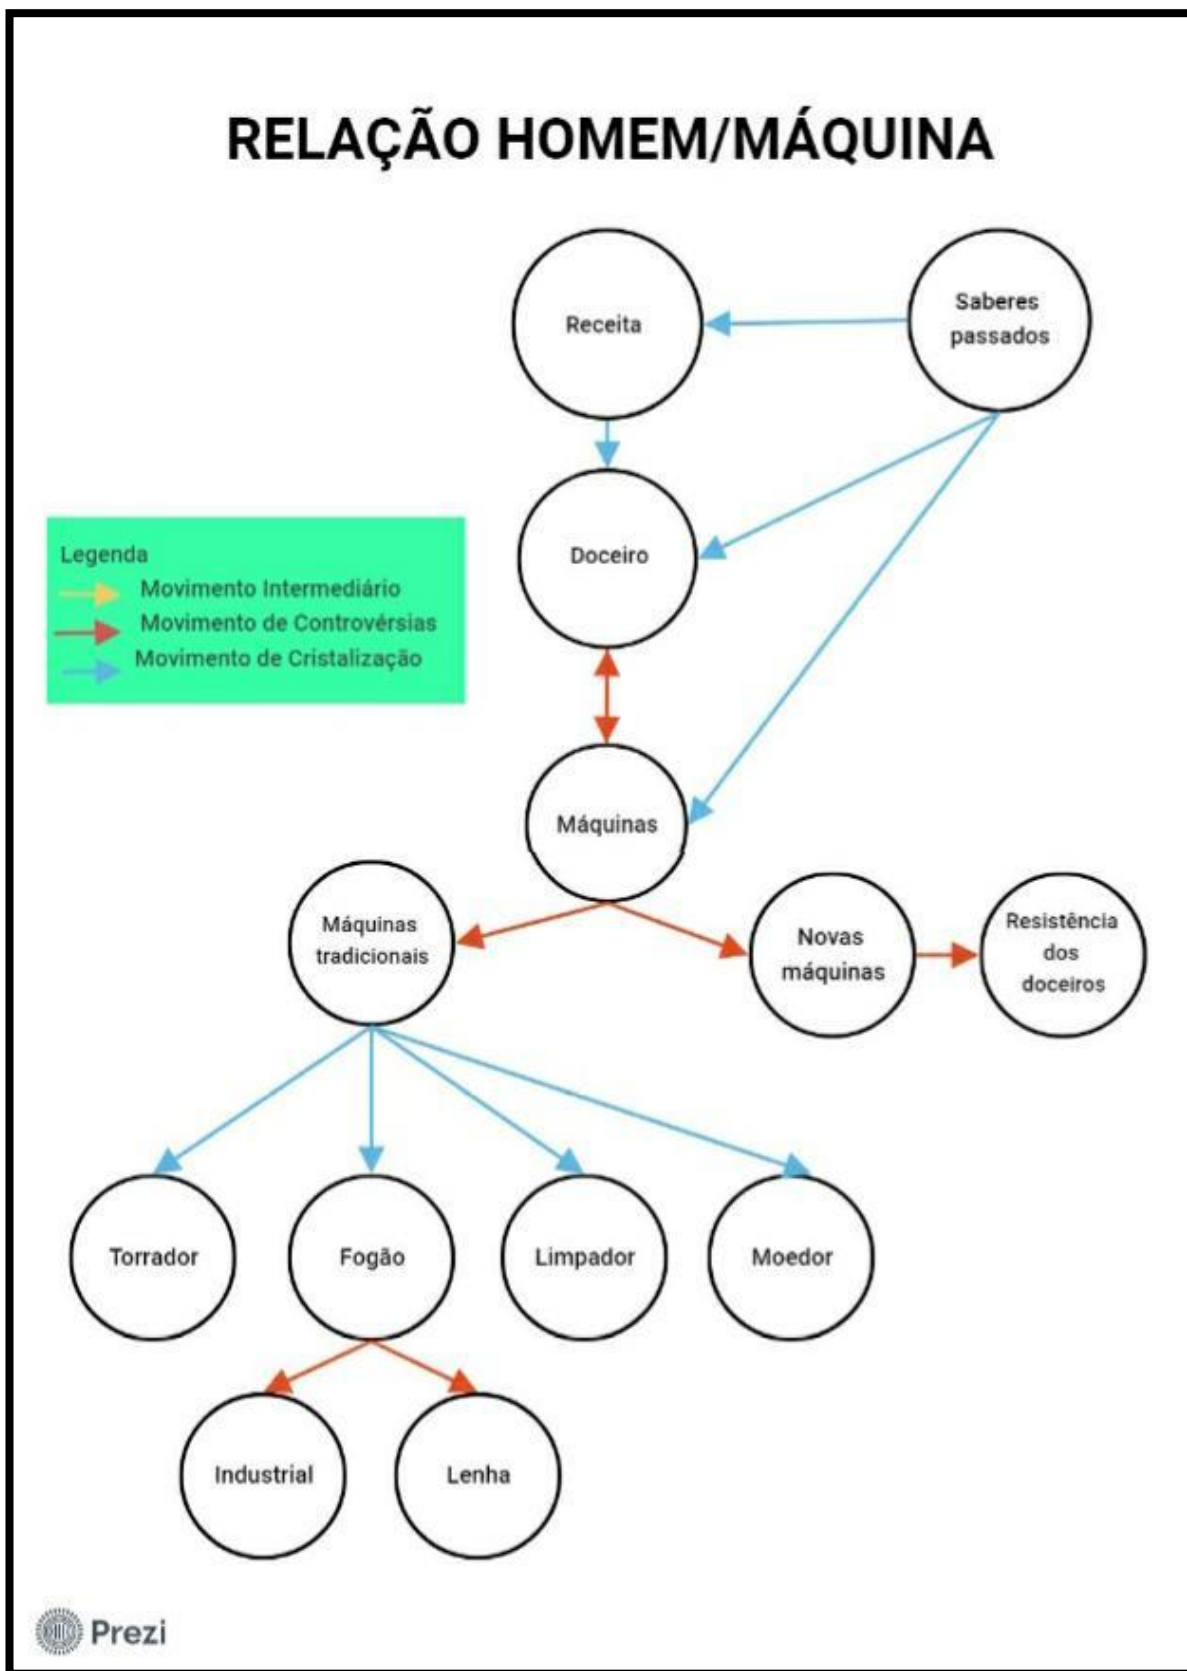 RELAÇÃO HOMEM/MÁQUINA
Receita
Saberes
passados
Doceiro
Legenda
Movimento Intermediário
Movimento de Controvérsias
Movimento de Cristalização
Máquinas
Máquinas
tradicionais
Novas
máquinas
Resistência
dos
doceiros
Torrador
Fogão
Limpador
Moedor
Industrial
Lenha
Prezi